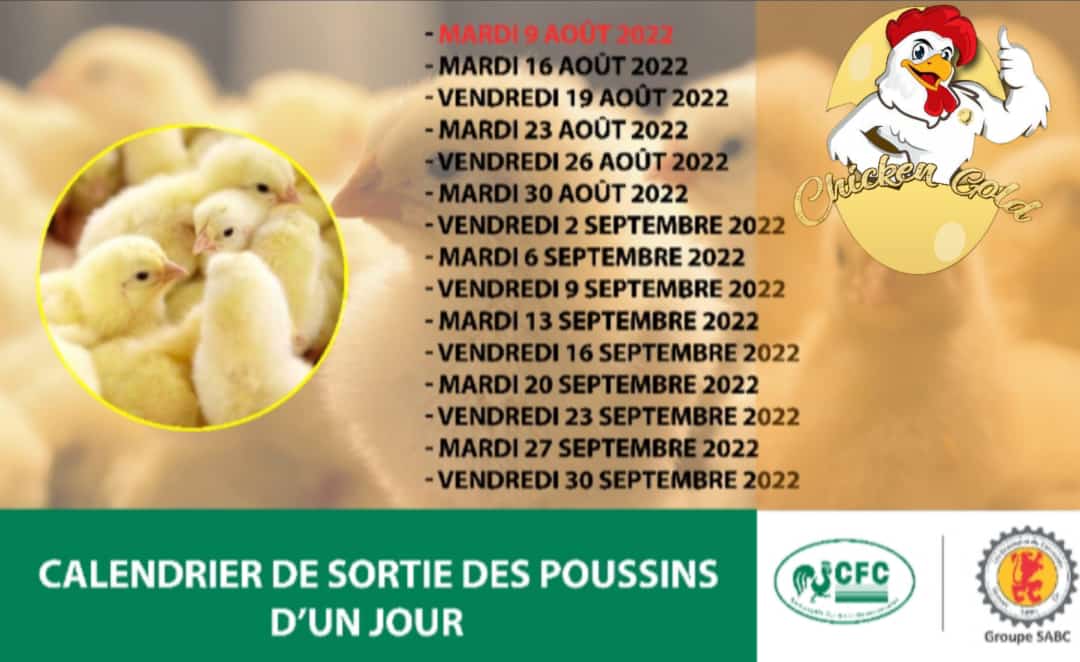 - MARDI 9 AOÛT 2022
- MARDI 16 AOÛT 2022
- VENDREDI 19 AOÛT 2022
- MARDI 23 AOÛT 2022
- VENDREDI 26 AOÛT 2022
- MARDI 30 AOÛT 2022
- VENDREDI 2 SEPTEMBRE 2022
- MARDI 6 SEPTEMBRE 2022
- VENDREDI 9 SEPTEMBRE 2022
- MARDI 13 SEPTEMBRE 2022
- VENDREDI 16 SEPTEMBRE 2022
- MARDI 20 SEPTEMBRE 2022
- VENDREDI 23 SEPTEMBRE 2022
- MARDI 27 SEPTEMBRE 2022
- VENDREDI 30 SEPTEMBRE 2022
Chicken Gold
CALENDRIER DE SORTIE DES POUSSINS
D'UN JOUR
CFC
Groupe SABC